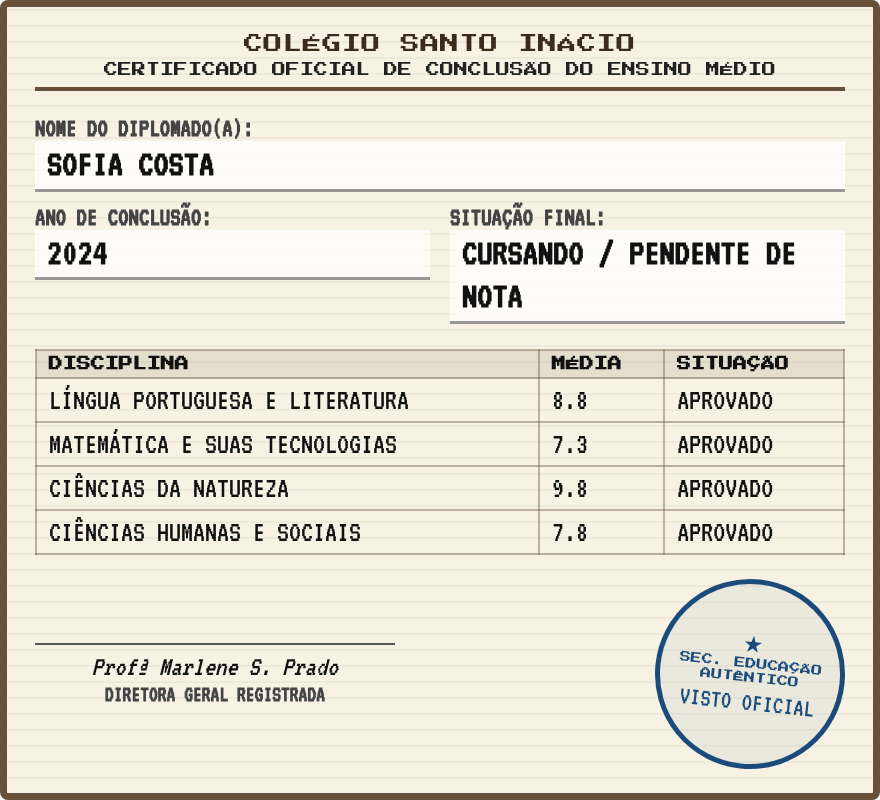 COLÉGIO SANTO INÁCIO
CERTIFICADO OFICIAL DE CONCLUSÃO DO ENSINO MÉDIO
NOME DO DIPLOMADO(A):
SOFIA COSTA
ANO DE CONCLUSÃO:
2024
SITUAÇÃO FINAL:
CURSANDO / PENDENTE DE
NOTA
DISCIPLINA MÉDIA SITUAÇÃO
LÍNGUA PORTUGUESA E LITERATURA 8.8 APROVADO
MATEMÁTICA E SUAS TECNOLOGIAS 7.3 APROVADO
CIÊNCIAS DA NATUREZA 9.8 APROVADO
CIÊNCIAS HUMANAS E SOCIAIS 7.8 APROVADO
Profª Marlene S. Prado
DIRETORA GERAL REGISTRADA
★
SEC. EDUCAÇÃO
AUTÊNTICO
VISTO OFICIAL